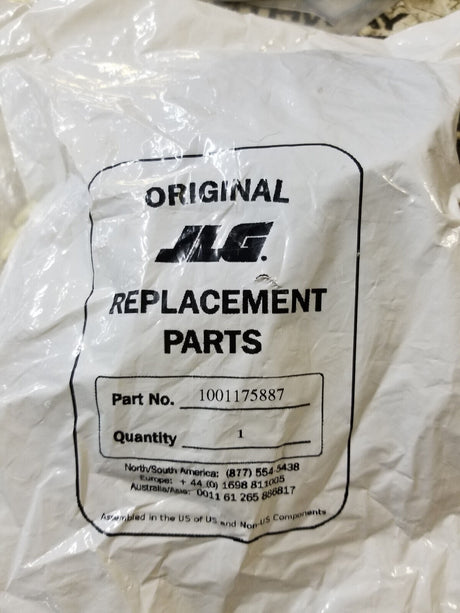 ORIGINAL
JLG.
REPLACEMENT
PARTS
Part No. 1001175887
Quantity 1
North/South America: (877) 554-5438
Europe: + 44 (0) 1698 811005
Australia/Asia: 0011 61 265
Assembled in the US of US and Non-US Components